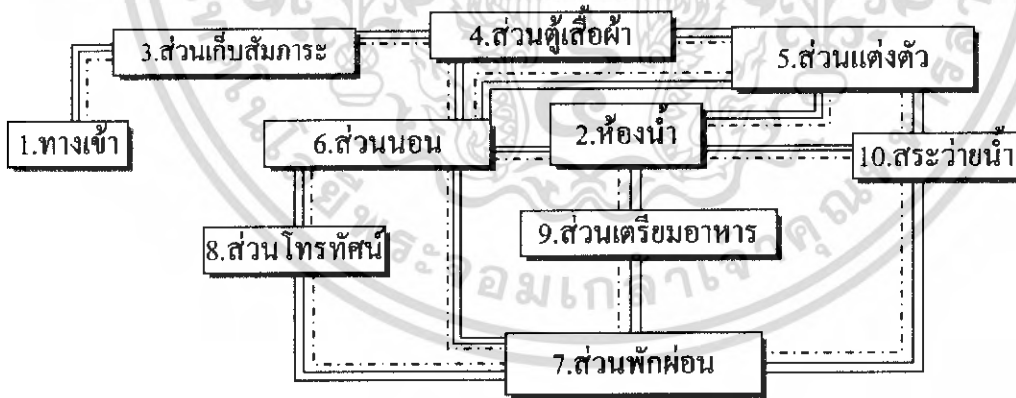 4.ส่วนตู้เสื้อผ้า
3.ส่วนเก็บสัมภาระ
5.ส่วนแต่งตัว
1.ทางเข้า
6.ส่วนนอน
2.ห้องน้ำ
10.สระว่ายน้ำ
8.ส่วนโทรทัศน์
9.ส่วนเตรียมอาหาร
7.ส่วนพักผ่อน